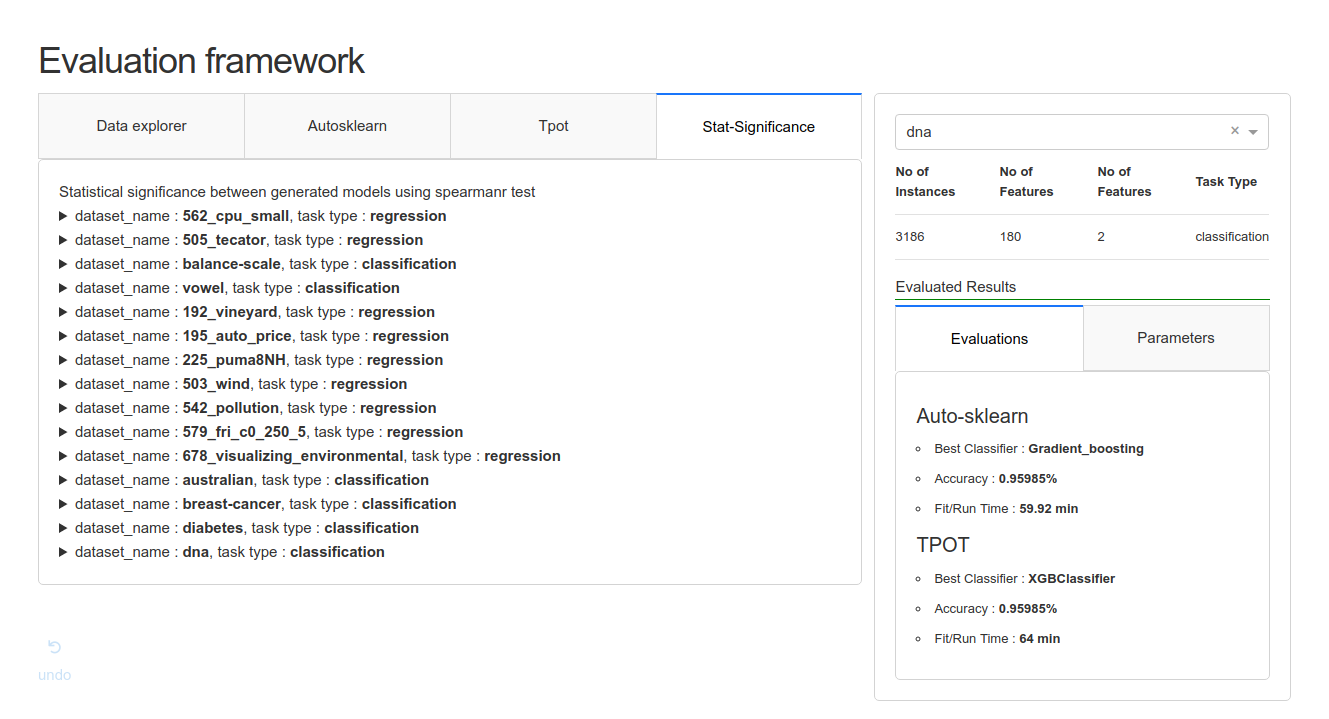 Evaluation framework
Data explorer
Autosklearn
Tpot
Stat-Significance
Statistical significance between generated models using spearmanr test
dataset_name : 562_cpu_small, task type : regression
dataset_name : 505_tecator, task type : regression
dataset_name : balance-scale, task type : classification
dataset_name : vowel, task type : classification
dataset_name : 192_vineyard, task type : regression
dataset_name : 195_auto_price, task type : regression
dataset_name : 225_puma8NH, task type : regression
dataset_name : 503_wind, task type : regression
dataset_name : 542_pollution, task type : regression
dataset_name : 579_fri_c0_250_5, task type : regression
dataset_name : 678_visualizing_environmental, task type : regression
dataset_name : australian, task type : classification
dataset_name : breast-cancer, task type : classification
dataset_name : diabetes, task type : classification
dataset_name : dna, task type : classification
undo
dna ×
No of Instances
No of Features
No of Features
Task Type
3186 180 2 classification
Evaluated Results
Evaluations
Parameters
Auto-sklearn
Best Classifier : Gradient_boosting
Accuracy : 0.95985%
Fit/Run Time : 59.92 min
TPOT
Best Classifier : XGBClassifier
Accuracy : 0.95985%
Fit/Run Time : 64 min